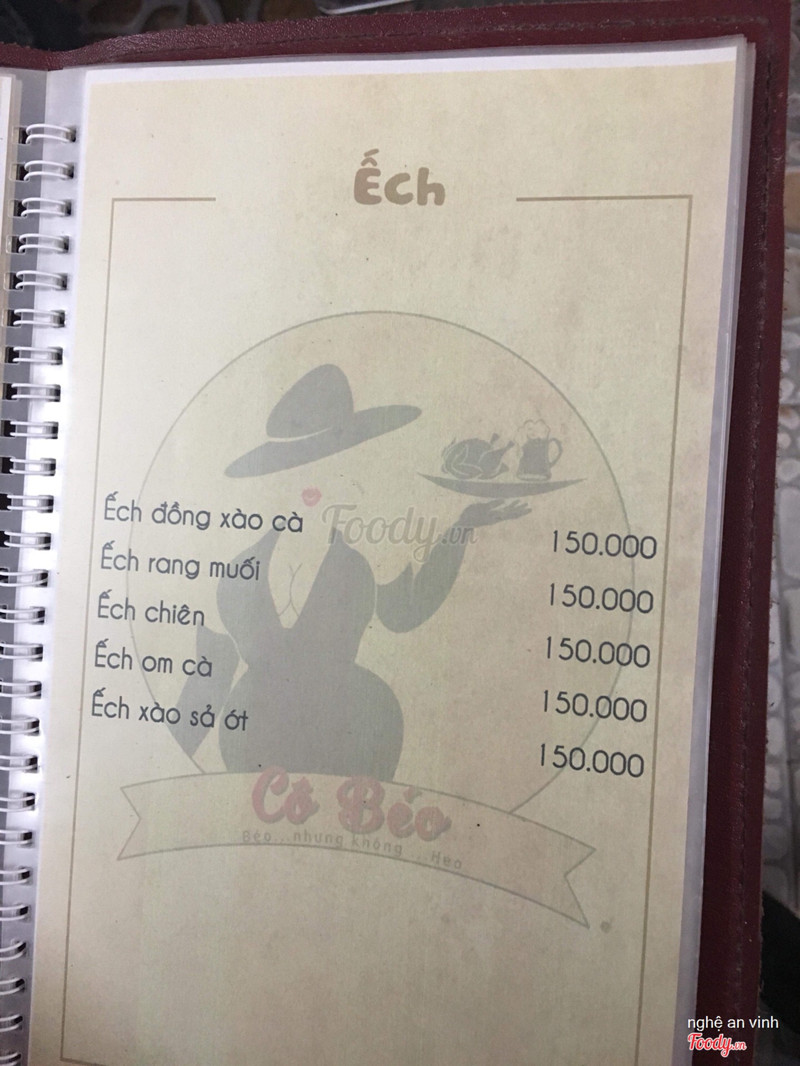 Ếch
Foody.vn
Ếch đồng xào cà 150.000
Ếch rang muối 150.000
Ếch chiên 150.000
Ếch om cà 150.000
Ếch xào sả ớt 150.000
Cô Béo
Béo...nhưng không ...Heo
nghệ an vinh
Foody.vn